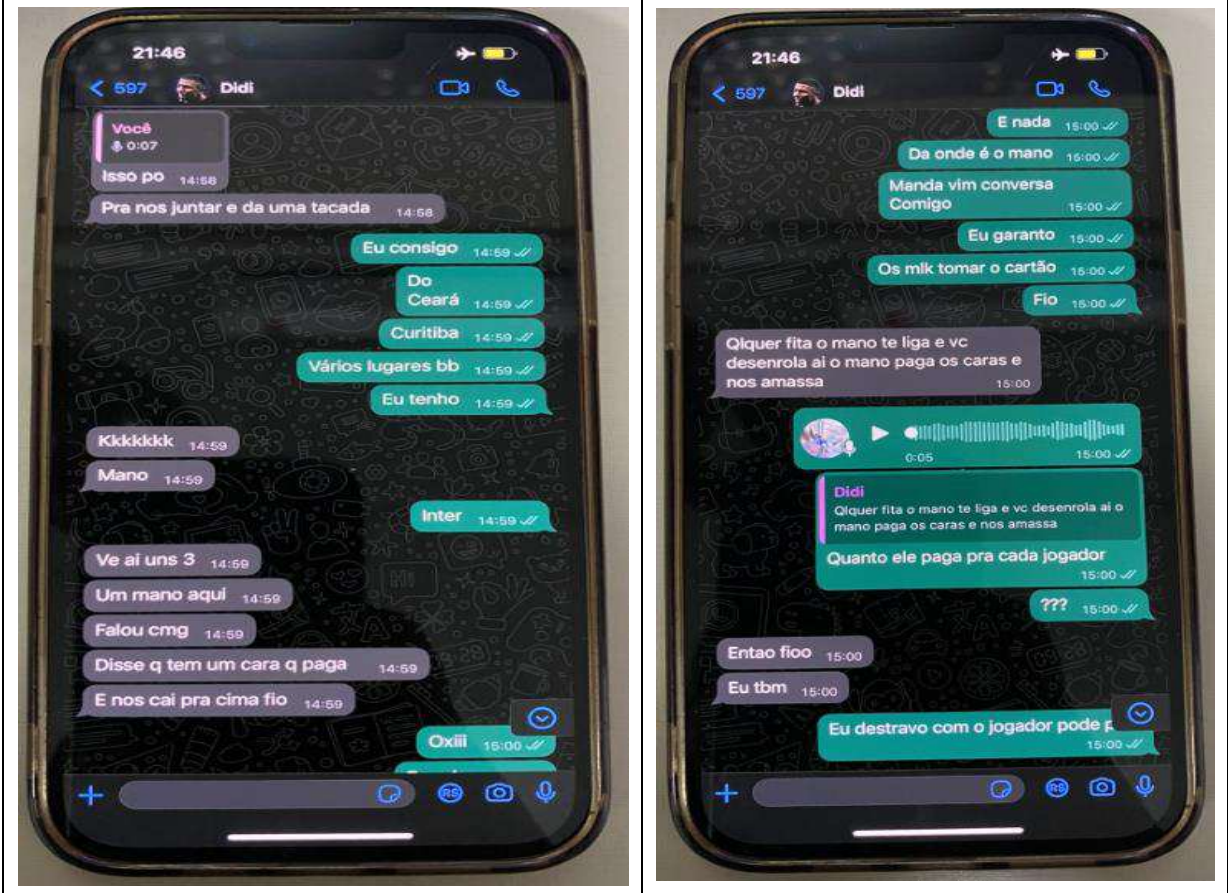 21:46
597 Didi
Você
0:07
Isso po 14:58
Pra nos juntar e da uma tacada 14:58
Eu consigo 14:59
Do
Ceará 14:59
Curitiba 14:59
Vários lugares bb 14:59
Eu tenho 14:59
Kkkkkkk 14:59
Mano 14:59
Inter 14:59
Ve ai uns 3 14:59
Um mano aqui 14:59
Falou cmg 14:59
Disse q tem um cara q paga 14:59
E nos cai pra cima fio 14:59
Oxiii 15:00
RS
21:46
597 Didi
E nada 15:00
Da onde é o mano 15:00
Manda vim conversa
Comigo 15:00
Eu garanto 15:00
Os mlk tomar o cartão 15:00
Fio 15:00
Qlquer fita o mano te liga e vc
desenrola ai o mano paga os caras e
nos amassa 15:00
0:05 15:00
Didi
Qlquer fita o mano te liga e vc desenrola ai o
mano paga os caras e nos amassa
Quanto ele paga pra cada jogador
15:00
??? 15:00
Entao fioo 15:00
Eu tbm 15:00
Eu destravo com o jogador pode
15:00
RS